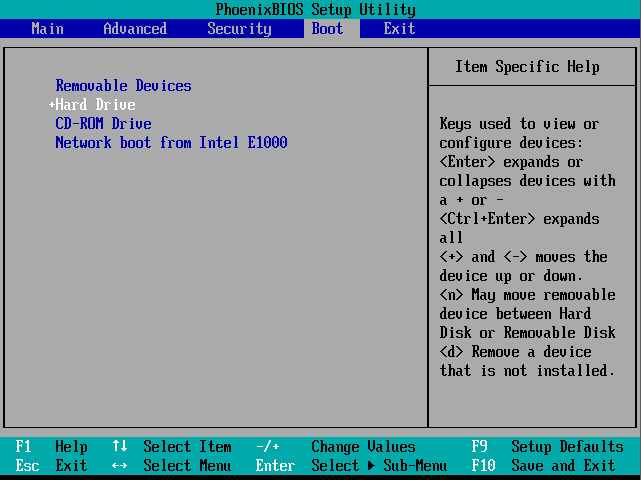 PhoenixBIOS Setup Utility
Main Advanced Security Boot Exit
Removable Devices
+Hard Drive
CD-ROM Drive
Network boot from Intel E1000
Item Specific Help
Keys used to view or
configure devices:
<Enter> expands or
collapses devices with
a + or -
<Ctrl+Enter> expands
all
<+> and <-> moves the
device up or down.
<n> May move removable
device between Hard
Disk or Removable Disk
<d> Remove a device
that is not installed.
F1 Help ↑↓ Select Item -/+ Change Values F9 Setup Defaults
Esc Exit ↔ Select Menu Enter Select ▶ Sub-Menu F10 Save and Exit